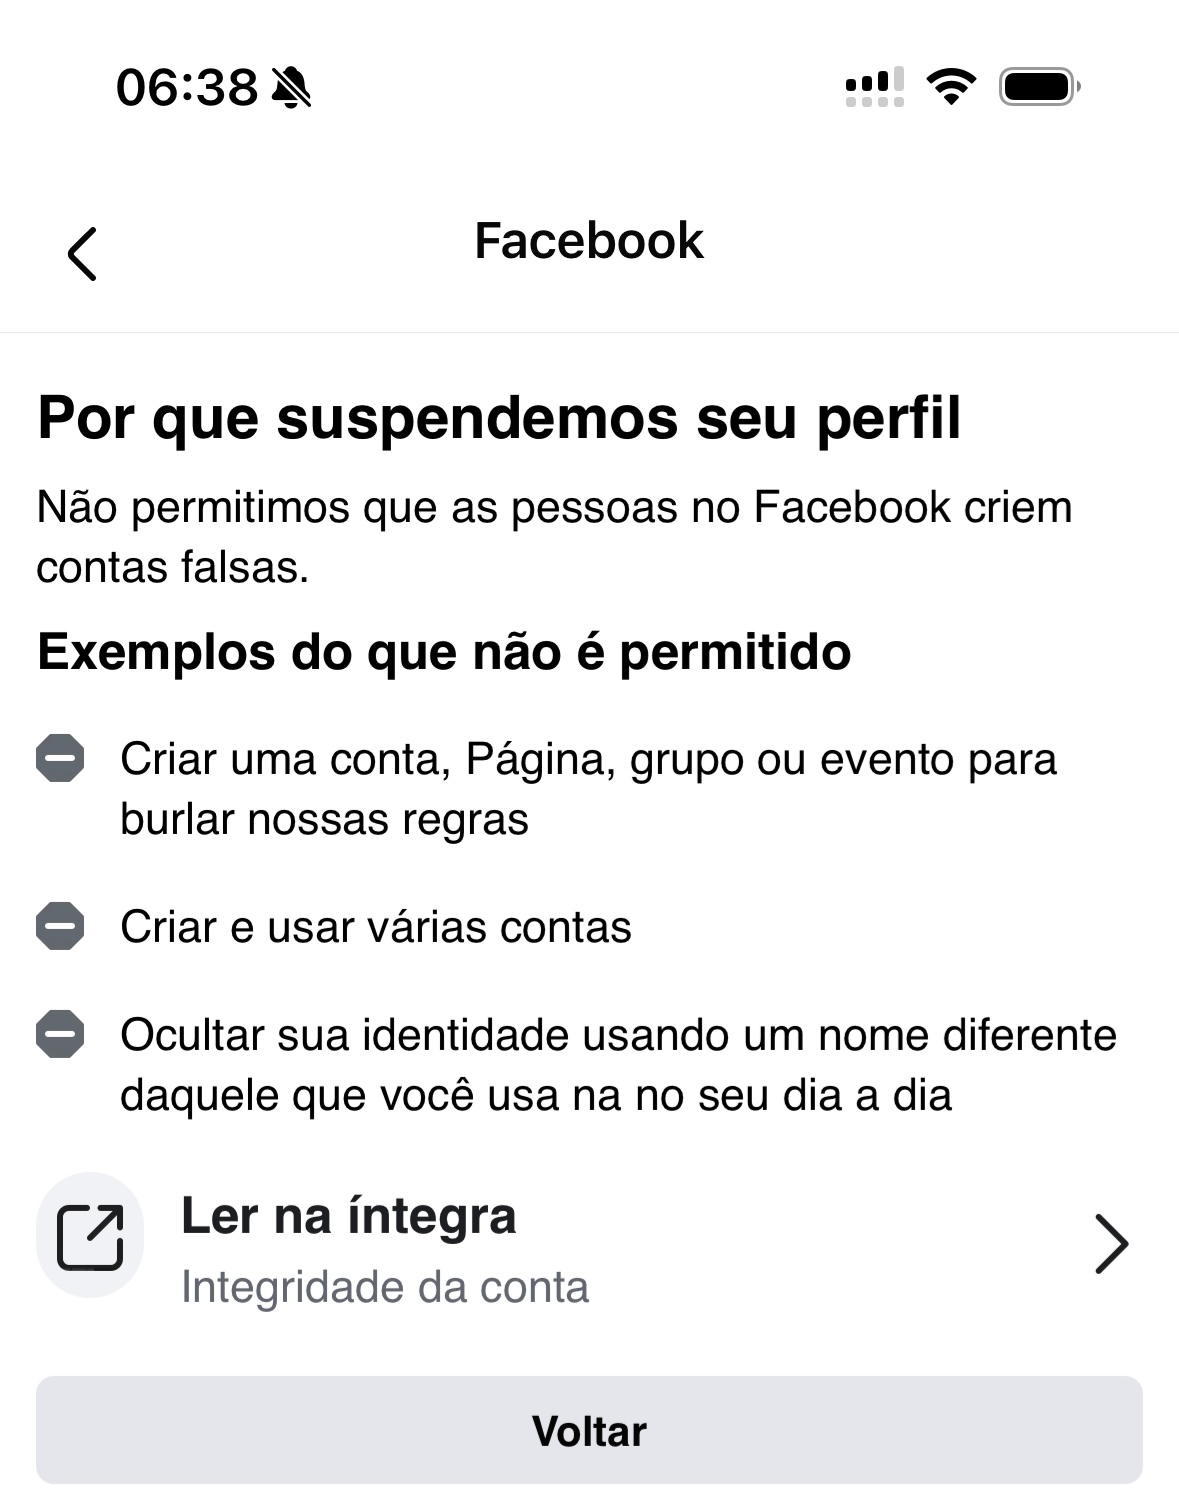 06:38
Facebook
Por que suspendemos seu perfil
Não permitimos que as pessoas no Facebook criem
contas falsas.
Exemplos do que não é permitido
Criar uma conta, Página, grupo ou evento para
burlar nossas regras
Criar e usar várias contas
Ocultar sua identidade usando um nome diferente
daquele que você usa na no seu dia a dia
Ler na íntegra
Integridade da conta
Voltar